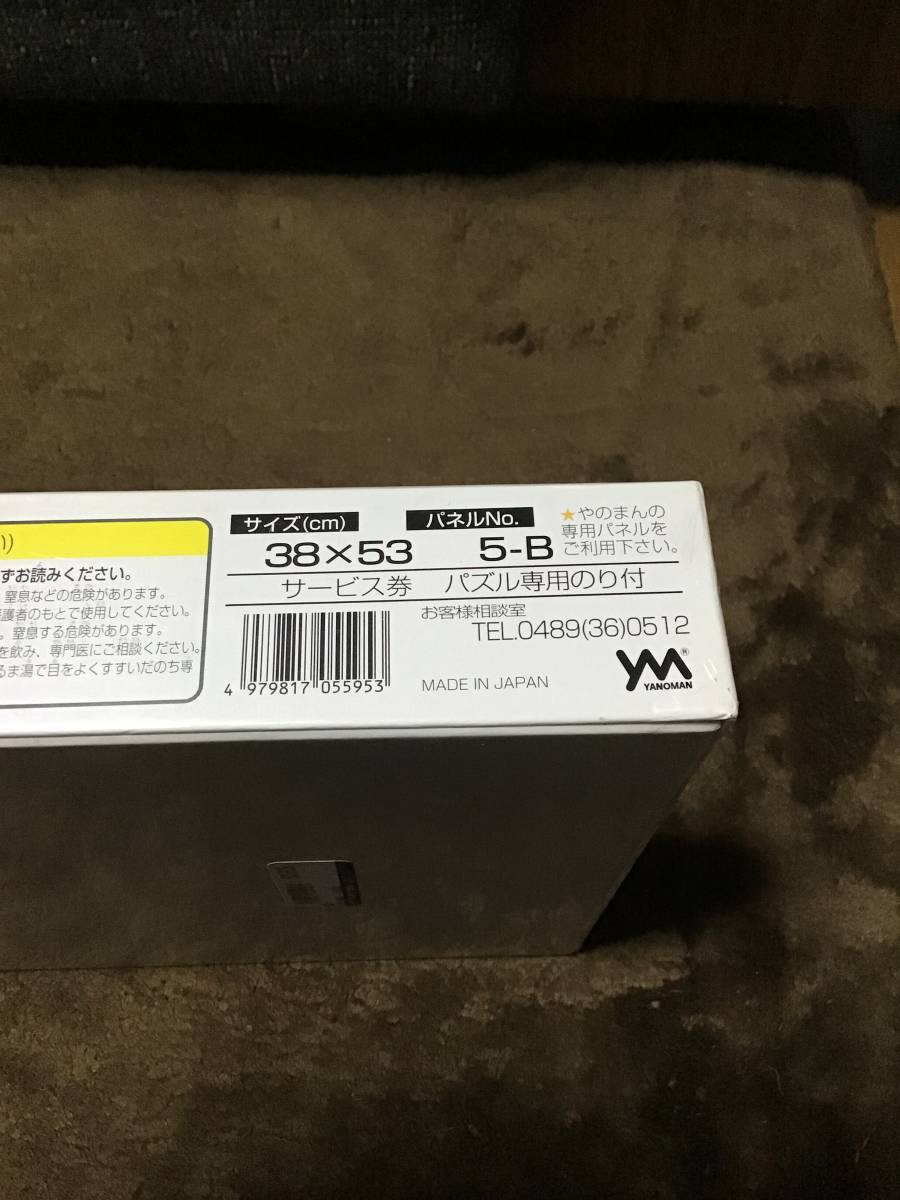 り)
ずお読みください。
窒息などの危険があります。
護者のもとで使用してください。
。窒息する危険があります。
を飲み、専門医にご相談ください。
るま湯で目をよくすすいだのち専
サイズ(cm)
38×53
パネルNo.
5-B
★やのまんの
専用パネルを
ご利用下さい。
サービス券 パズル専用のり付
お客様相談室
TEL.0489(36)0512
4 979817 055953
MADE IN JAPAN
YM®
YANOMAN